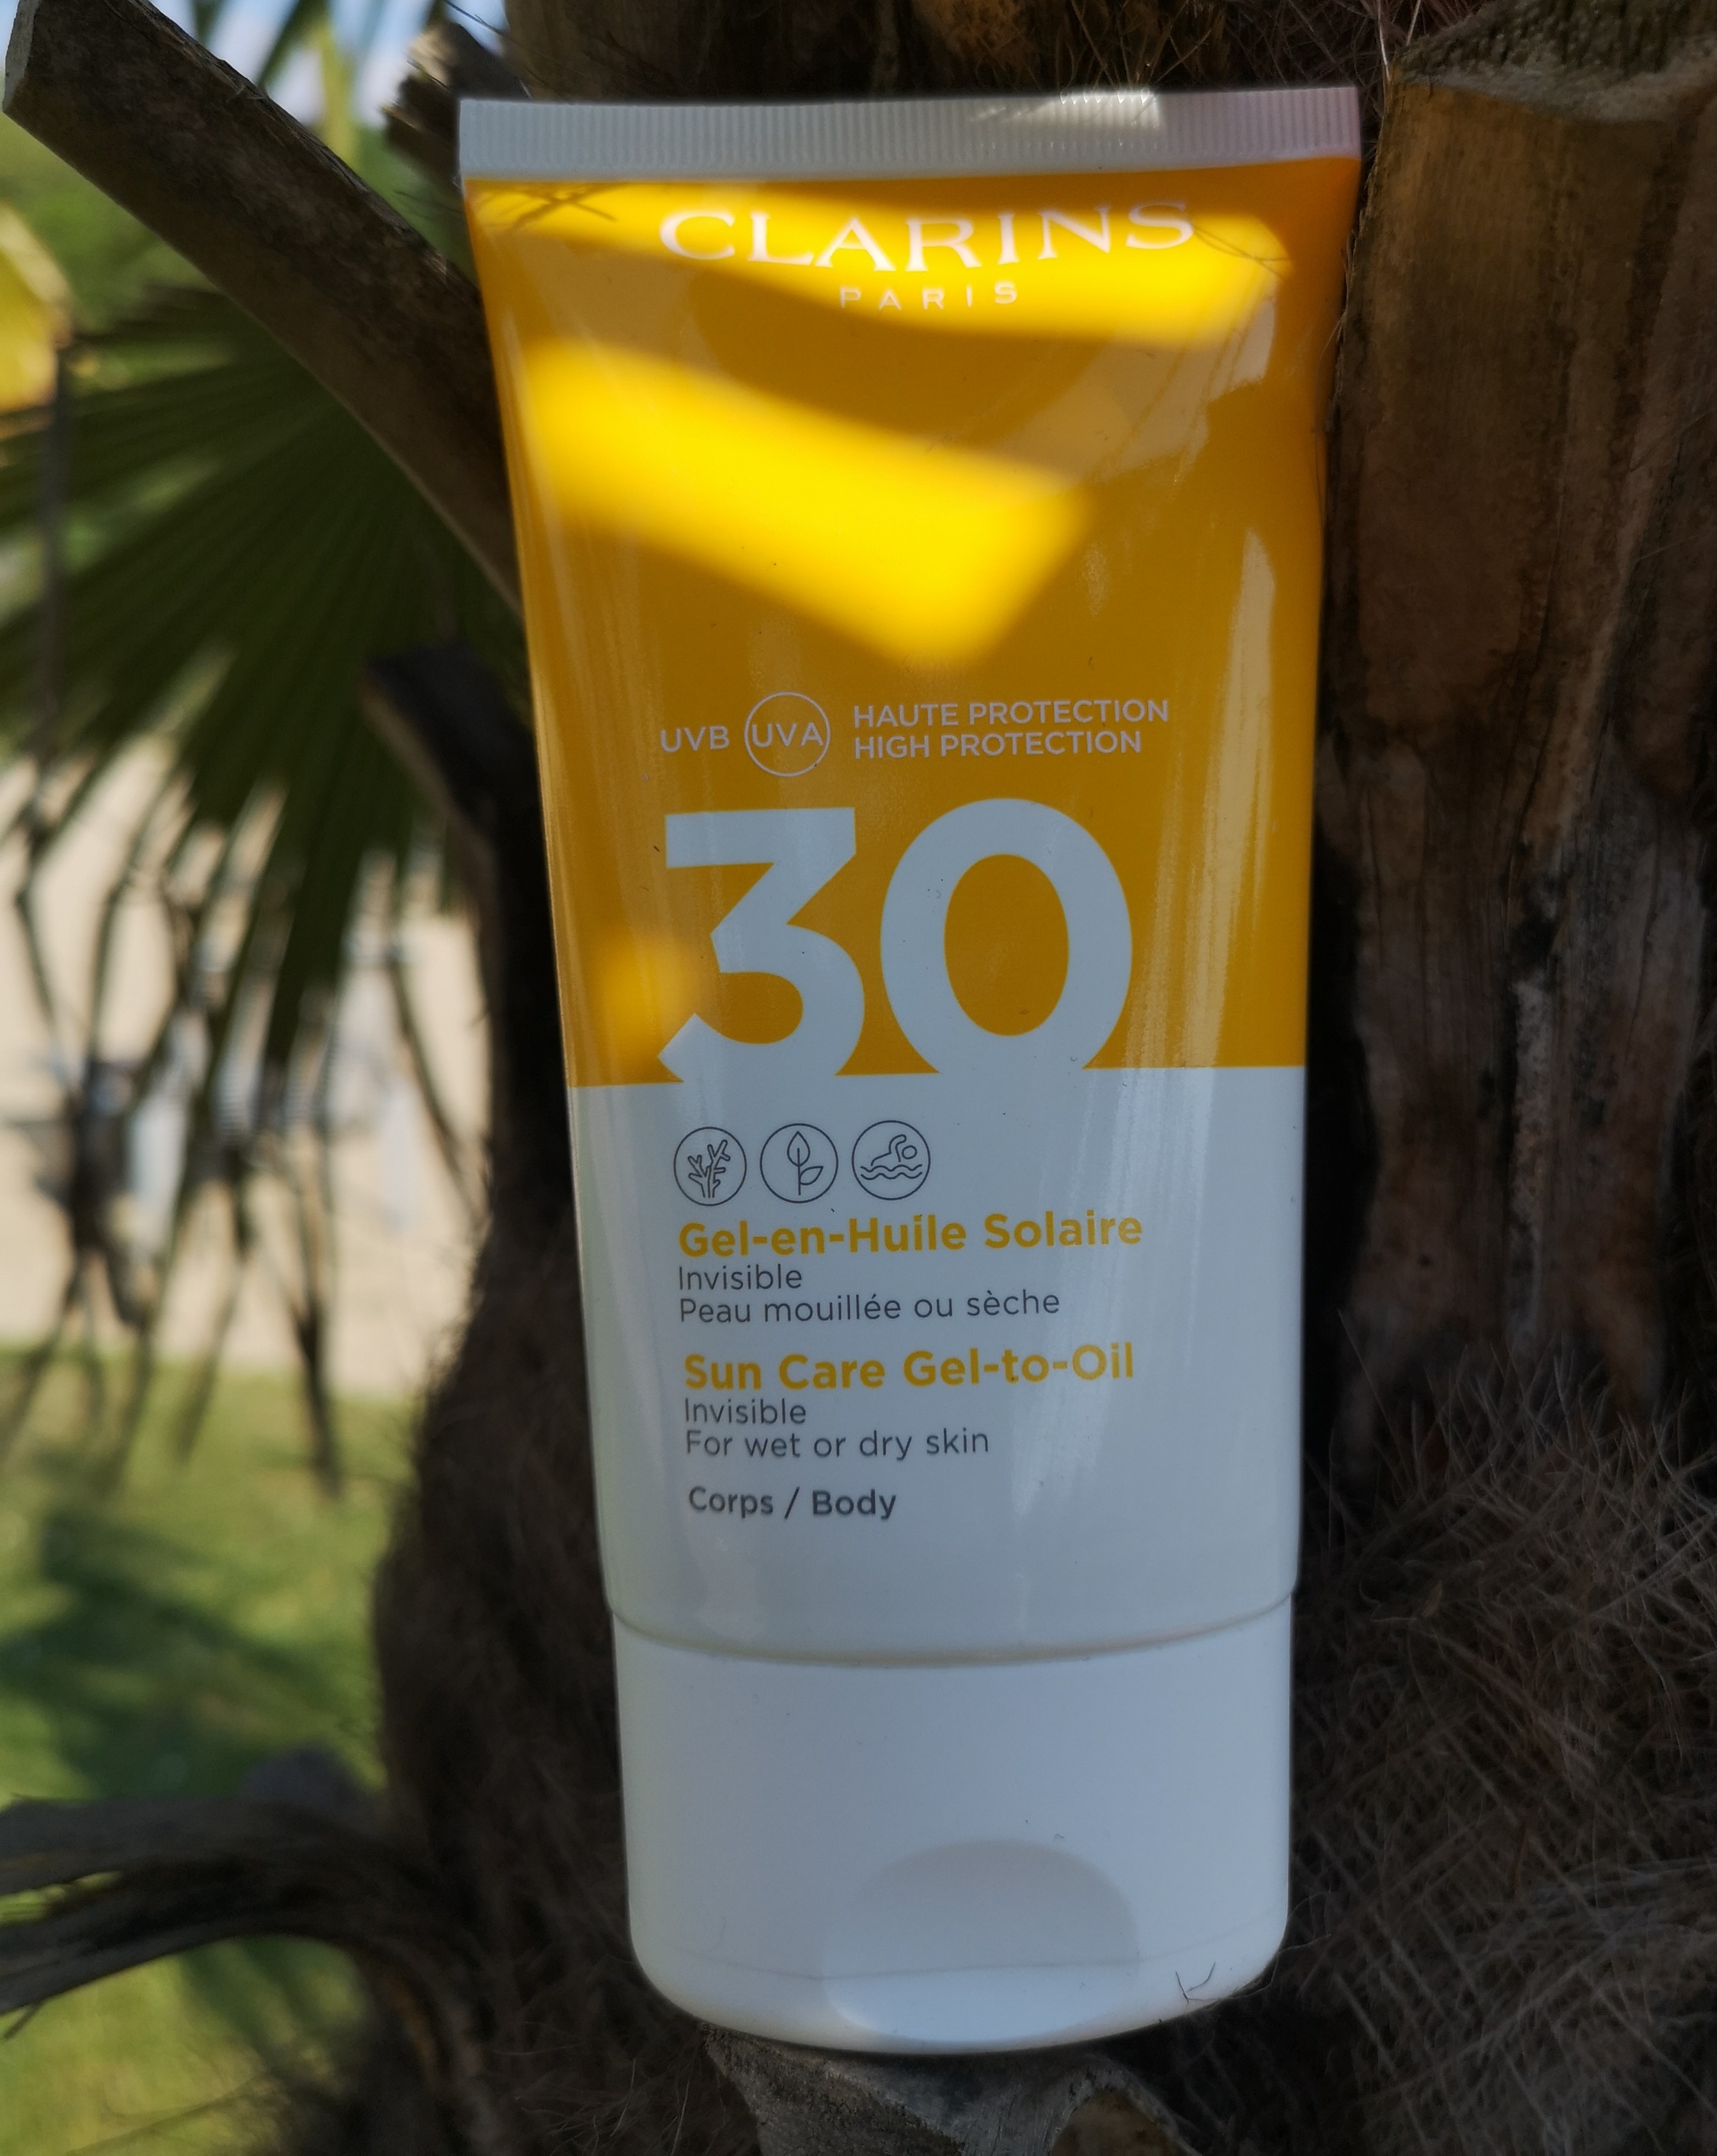 CLARINS
PARIS
UVB UVA HAUTE PROTECTION
HIGH PROTECTION
30
Gel-en-Huile Solaire
Invisible
Peau mouillée ou sèche
Sun Care Gel-to-Oil
Invisible
For wet or dry skin
Corps / Body